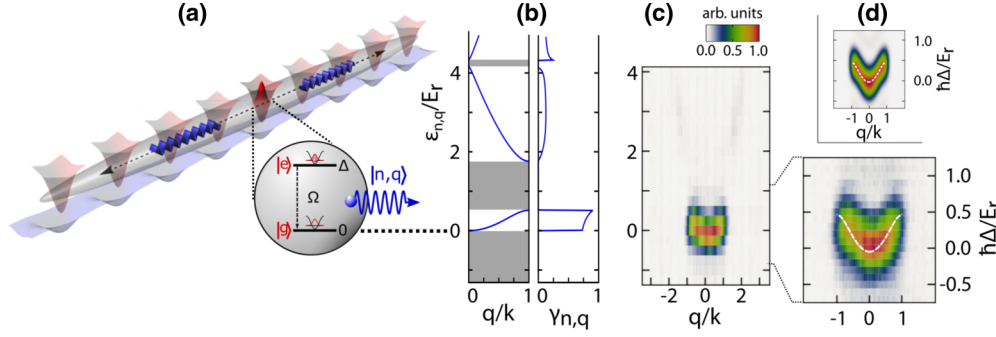 (a)
(b)
(c)
(d)
arb. units
0.0 0.5 1.0
|e⟩
Δ
Ω
|g⟩
0
|n,q⟩
ε_{n,q}/E_r
4
2
0
0 1
q/k
0 1
γ_{n,q}
4
2
0
-2 0 2
q/k
1.0
0.0
ħΔ/E_r
-1 0 1
q/k
1.0
0.5
0.0
-0.5
ħΔ/E_r
-1 0 1
q/k